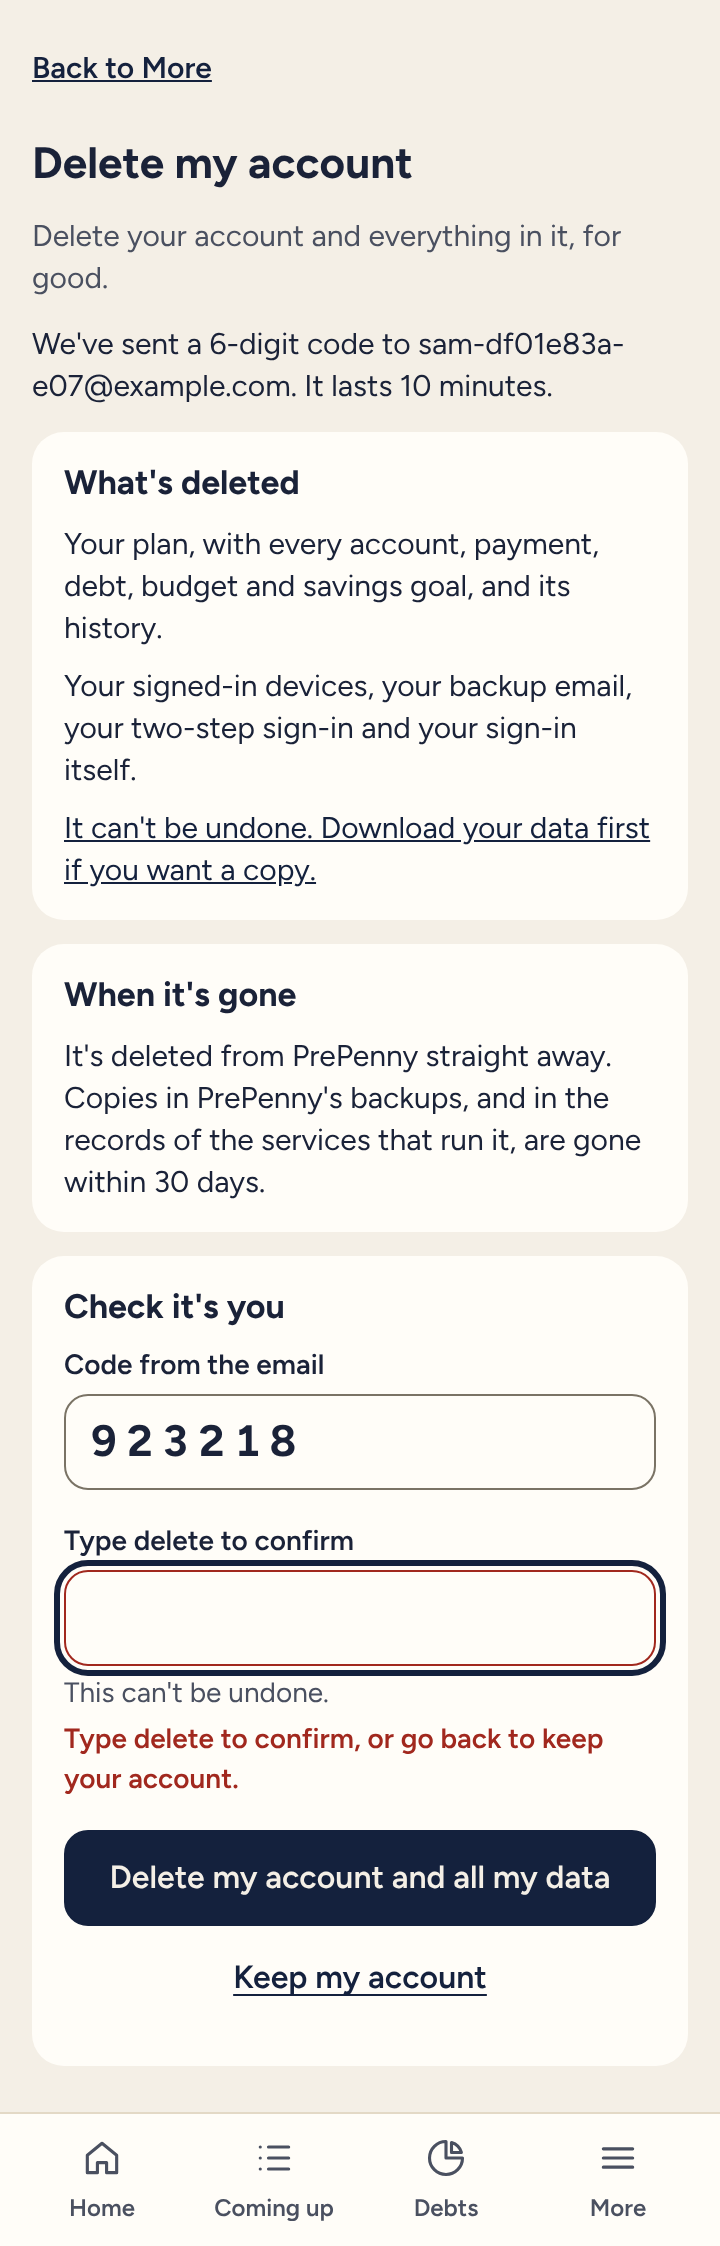 Back to More
Delete my account
Delete your account and everything in it, for
good.
We've sent a 6-digit code to sam-df01e83a-
e07@example.com. It lasts 10 minutes.
What's deleted
Your plan, with every account, payment,
debt, budget and savings goal, and its
history.
Your signed-in devices, your backup email,
your two-step sign-in and your sign-in
itself.
It can't be undone. Download your data first
if you want a copy.
When it's gone
It's deleted from PrePenny straight away.
Copies in PrePenny's backups, and in the
records of the services that run it, are gone
within 30 days.
Check it's you
Code from the email
923218
Type delete to confirm
This can't be undone.
Type delete to confirm, or go back to keep
your account.
Delete my account and all my data
Keep my account
Home Coming up Debts More